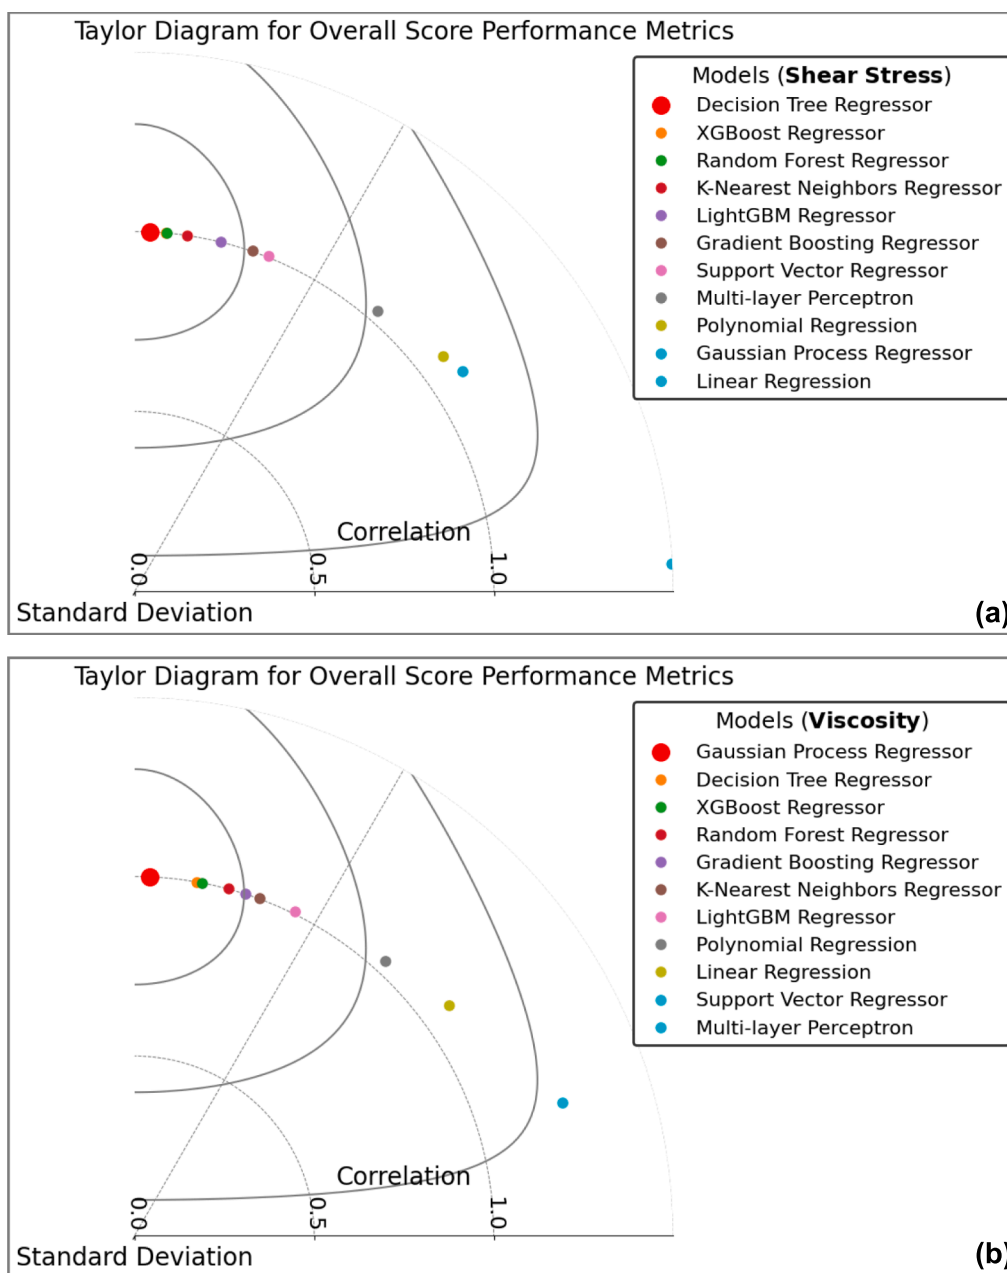 Taylor Diagram for Overall Score Performance Metrics
Models (Shear Stress)
Decision Tree Regressor
XGBoost Regressor
Random Forest Regressor
K-Nearest Neighbors Regressor
LightGBM Regressor
Gradient Boosting Regressor
Support Vector Regressor
Multi-layer Perceptron
Polynomial Regression
Gaussian Process Regressor
Linear Regression
Correlation
0.0
0.5
1.0
Standard Deviation
(a)
Taylor Diagram for Overall Score Performance Metrics
Models (Viscosity)
Gaussian Process Regressor
Decision Tree Regressor
XGBoost Regressor
Random Forest Regressor
Gradient Boosting Regressor
K-Nearest Neighbors Regressor
LightGBM Regressor
Polynomial Regression
Linear Regression
Support Vector Regressor
Multi-layer Perceptron
Correlation
0.0
0.5
1.0
Standard Deviation
(b)